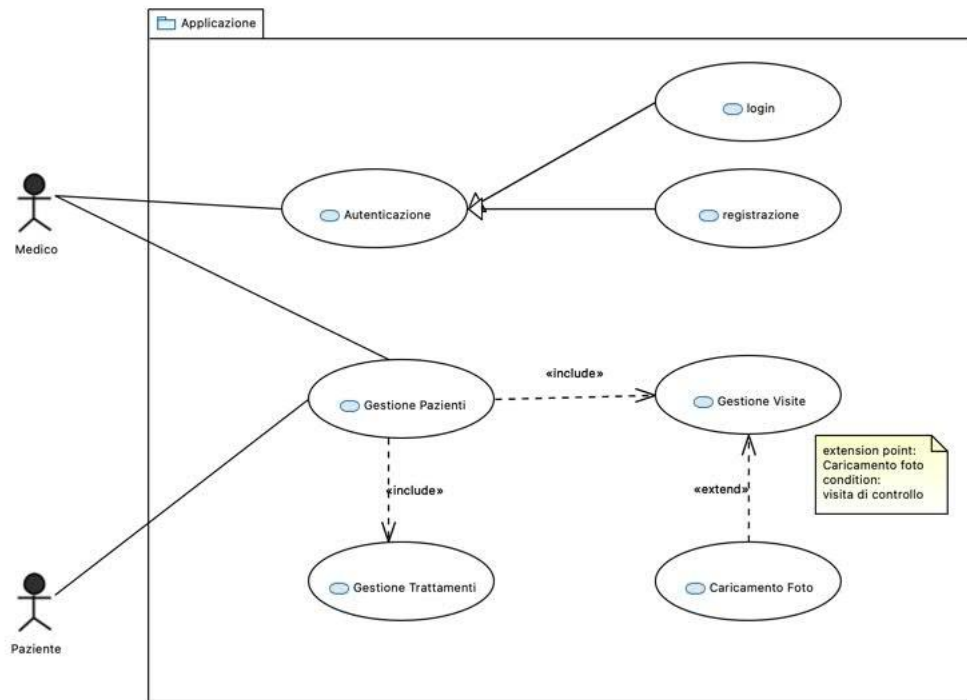 Applicazione
login
Autenticazione
registrazione
Medico
«include»
Gestione Pazienti
Gestione Visite
extension point:
Caricamento foto
condition:
visita di controllo
«include»
«extend»
Gestione Trattamenti
Caricamento Foto
Paziente